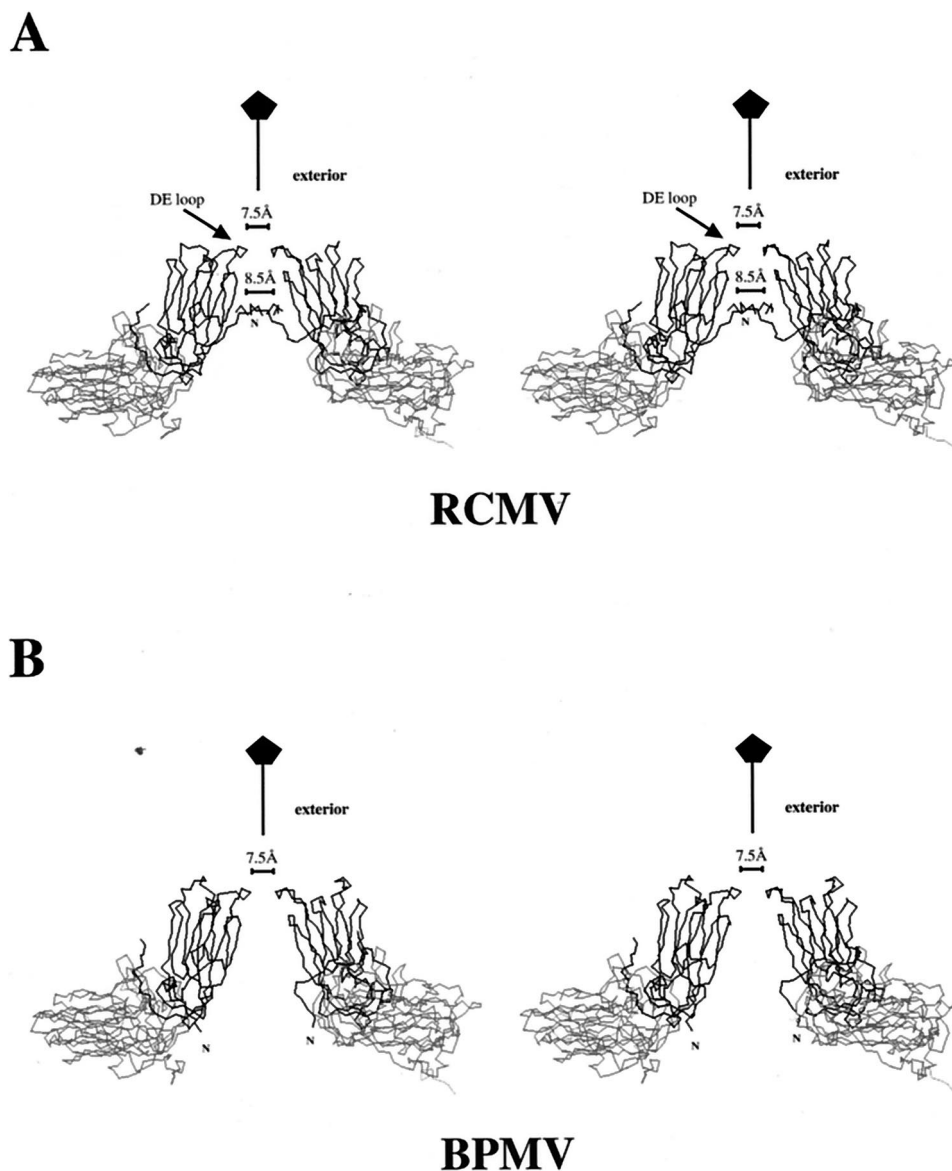 A
exterior exterior
DE loop DE loop
7.5Å 7.5Å
8.5Å 8.5Å
N N
RCMV
B
exterior exterior
7.5Å 7.5Å
N N N N
BPMV